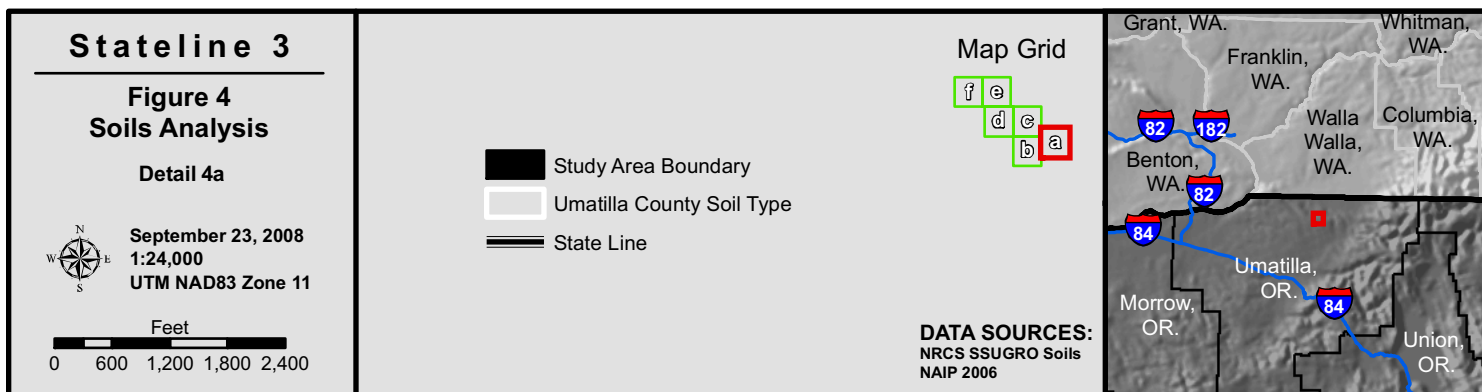 Stateline 3
Figure 4
Soils Analysis
Detail 4a
N
W E
S
September 23, 2008
1:24,000
UTM NAD83 Zone 11
Feet
0 600 1,200 1,800 2,400
Study Area Boundary
Umatilla County Soil Type
State Line
Map Grid
f e
d c
b a
DATA SOURCES:
NRCS SSUGRO Soils
NAIP 2006
Grant, WA.
Whitman,
WA.
Franklin,
WA.
Walla
Walla,
WA.
Columbia,
WA.
82
182
Benton,
WA.
82
84
Umatilla,
OR.
Morrow,
OR.
84
Union,
OR.